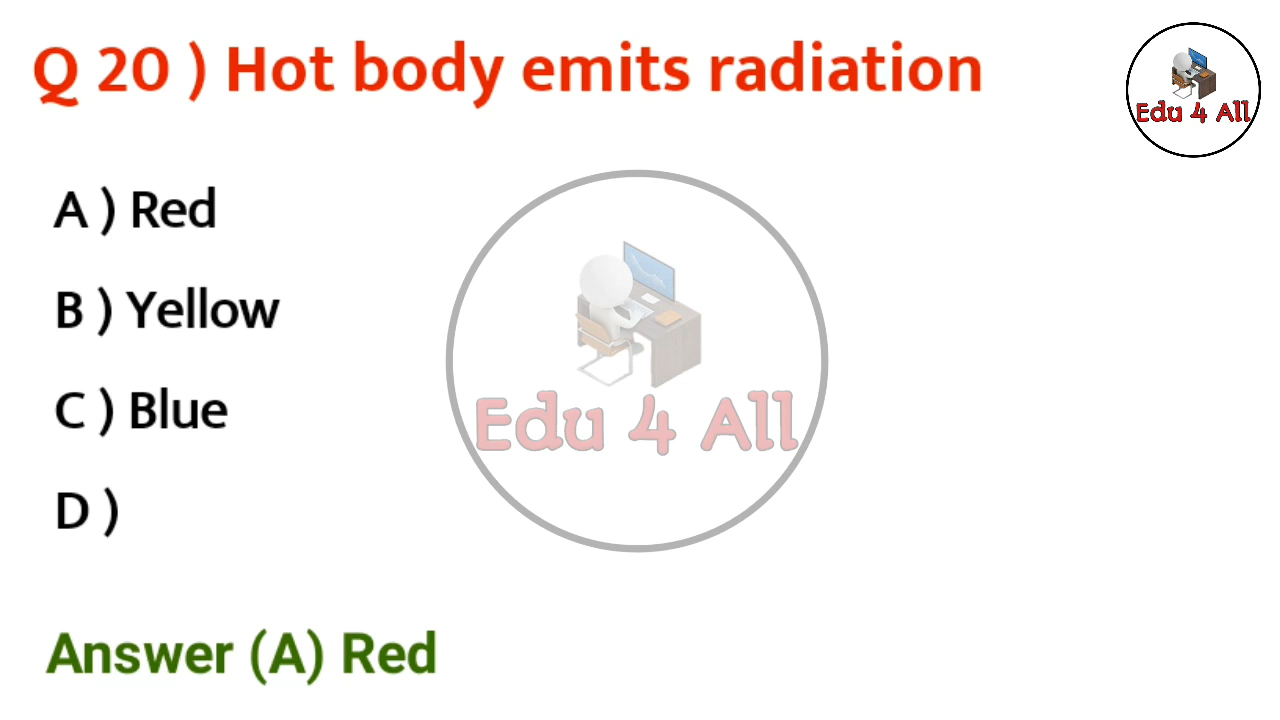 Q 20 ) Hot body emits radiation
Edu 4 All
A ) Red
B ) Yellow
C ) Blue
Edu 4 All
D )
Answer (A) Red